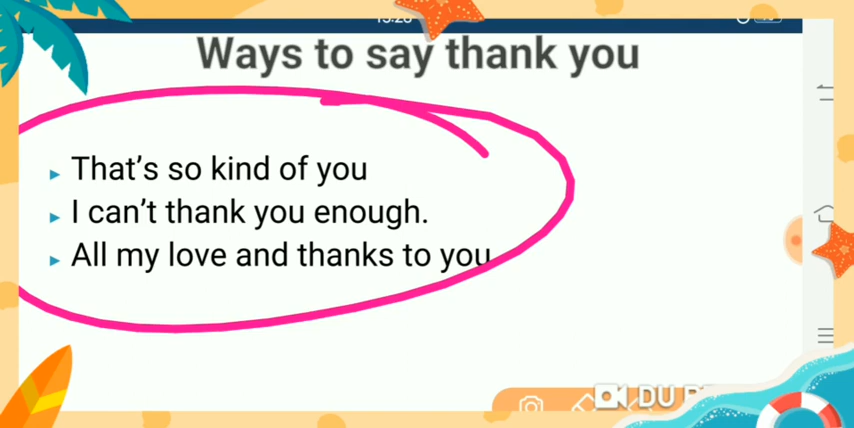 Ways to say thank you
That's so kind of you
I can't thank you enough.
All my love and thanks to you
DU